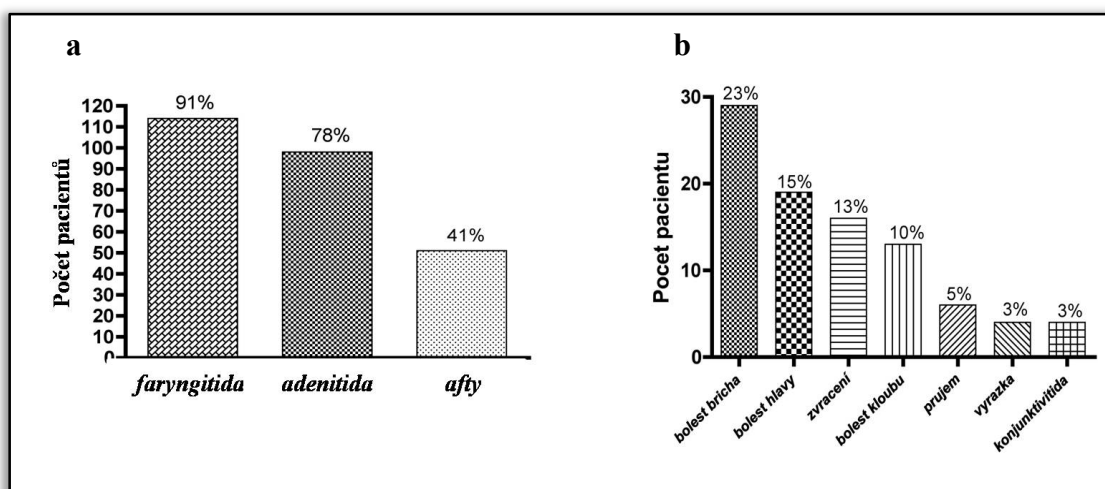 a
Počet pacientů
120
110
100
90
80
70
60
50
40
30
20
10
0
91%
78%
41%
faryngitida
adenitida
afty
b
Pocet pacientu
30
20
10
0
23%
15%
13%
10%
5%
3%
3%
bolest bricha
bolest hlavy
zvracení
bolest kloubu
prujem
vyrazka
konjunktivitida